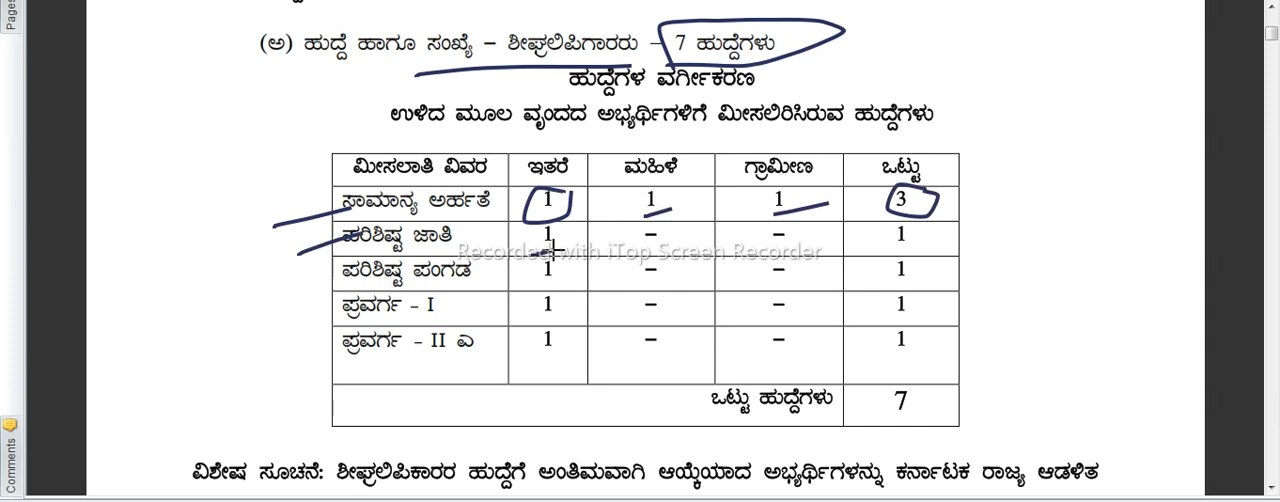 Pages
(ಅ) ಹುದ್ದೆ ಹಾಗೂ ಸಂಖ್ಯೆ – ಶೀಘ್ರಲಿಪಿಗಾರರು – 7 ಹುದ್ದೆಗಳು
ಹುದ್ದೆಗಳ ವರ್ಗೀಕರಣ
ಉಳಿದ ಮೂಲ ವೃಂದದ ಅಭ್ಯರ್ಥಿಗಳಿಗೆ ಮೀಸಲಿರಿಸಿರುವ ಹುದ್ದೆಗಳು
ಮೀಸಲಾತಿ ವಿವರ ಇತರೆ ಮಹಿಳೆ ಗ್ರಾಮೀಣ ಒಟ್ಟು
ಸಾಮಾನ್ಯ ಅರ್ಹತೆ 1 1 1 3
ಪರಿಶಿಷ್ಟ ಜಾತಿ 1 – – 1
Recorded with iTop Screen Recorder
ಪರಿಶಿಷ್ಟ ಪಂಗಡ 1 – – 1
ಪ್ರವರ್ಗ – I 1 – – 1
ಪ್ರವರ್ಗ – II ಎ 1 – – 1
ಒಟ್ಟು ಹುದ್ದೆಗಳು 7
ವಿಶೇಷ ಸೂಚನೆ: ಶೀಘ್ರಲಿಪಿಕಾರರ ಹುದ್ದೆಗೆ ಅಂತಿಮವಾಗಿ ಆಯ್ಕೆಯಾದ ಅಭ್ಯರ್ಥಿಗಳನ್ನು ಕರ್ನಾಟಕ ರಾಜ್ಯ ಆಡಳಿತ
Comments